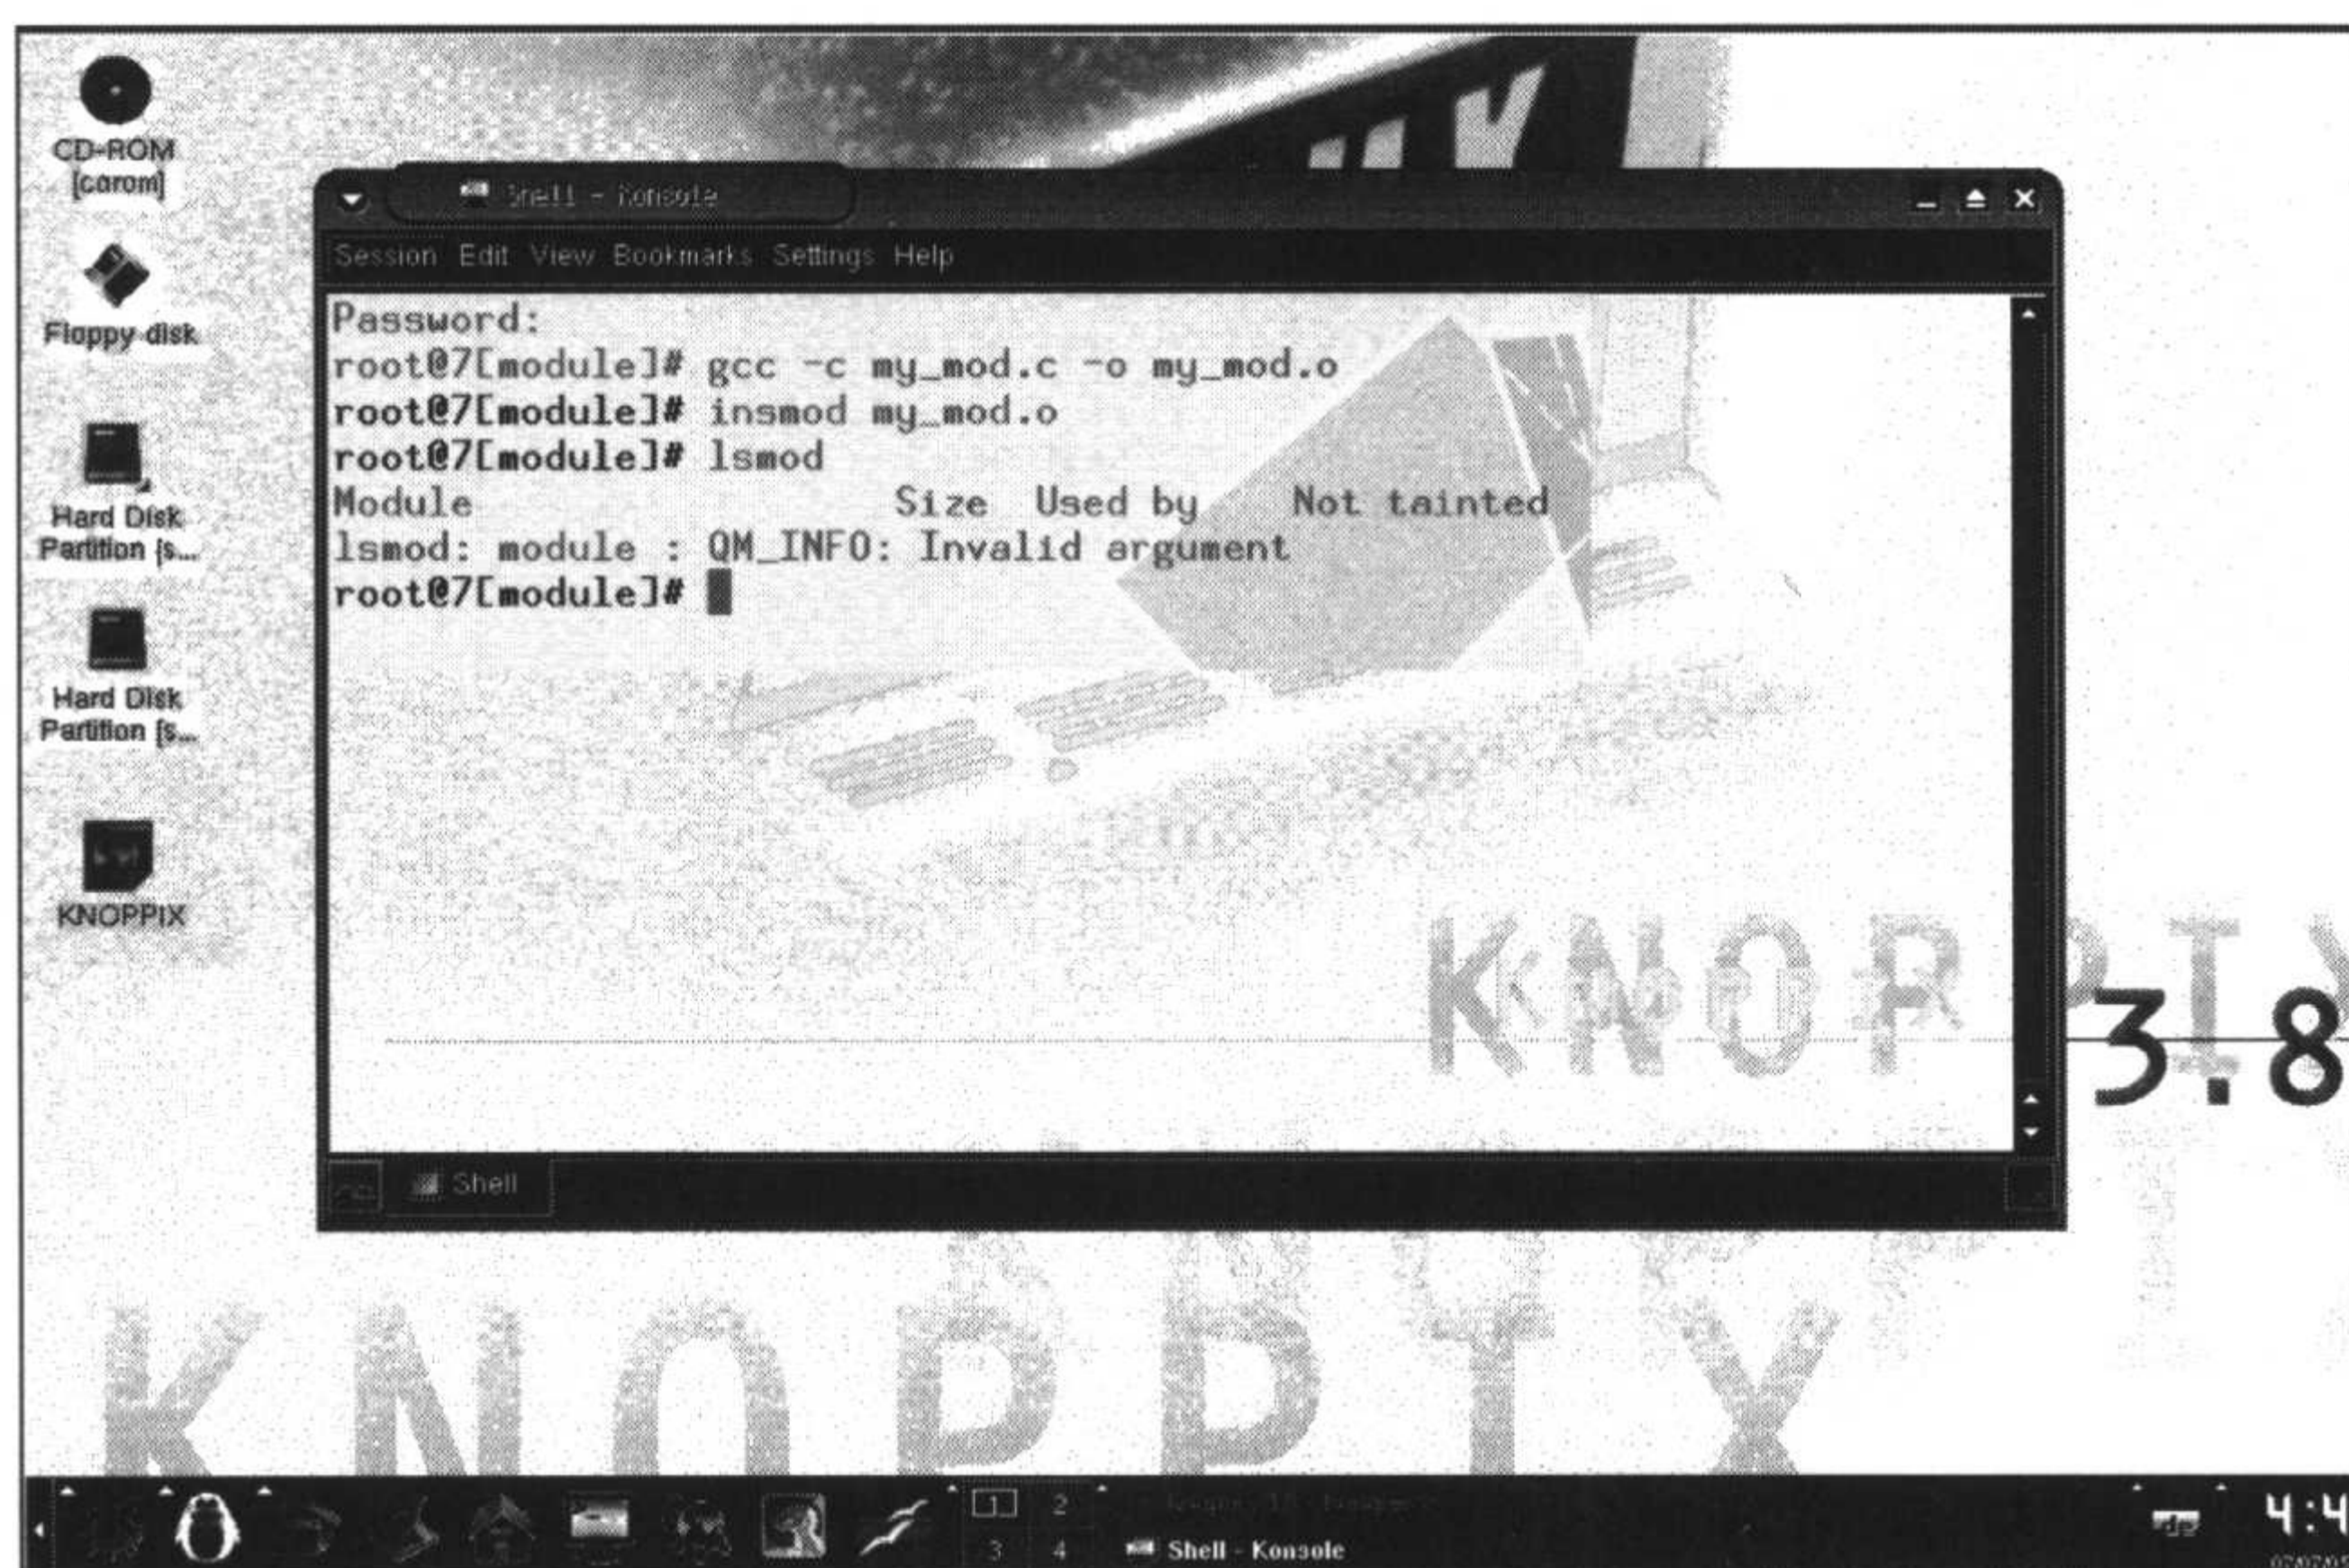 CD-ROM
[cdrom]
Floppy disk
Hard Disk
Partition [s...
Hard Disk
Partition [s...
KNOPPIX
Shell - Konsole
Session Edit View Bookmarks Settings Help
Password:
root@7[module]# gcc -c my_mod.c -o my_mod.o
root@7[module]# insmod my_mod.o
root@7[module]# lsmod
Module Size Used by Not tainted
lsmod: module : QM_INFO: Invalid argument
root@7[module]#
KNOPPIX
3.8
Shell
KNOPPIX
1 2
3 4
Shell - Konsole
4:4